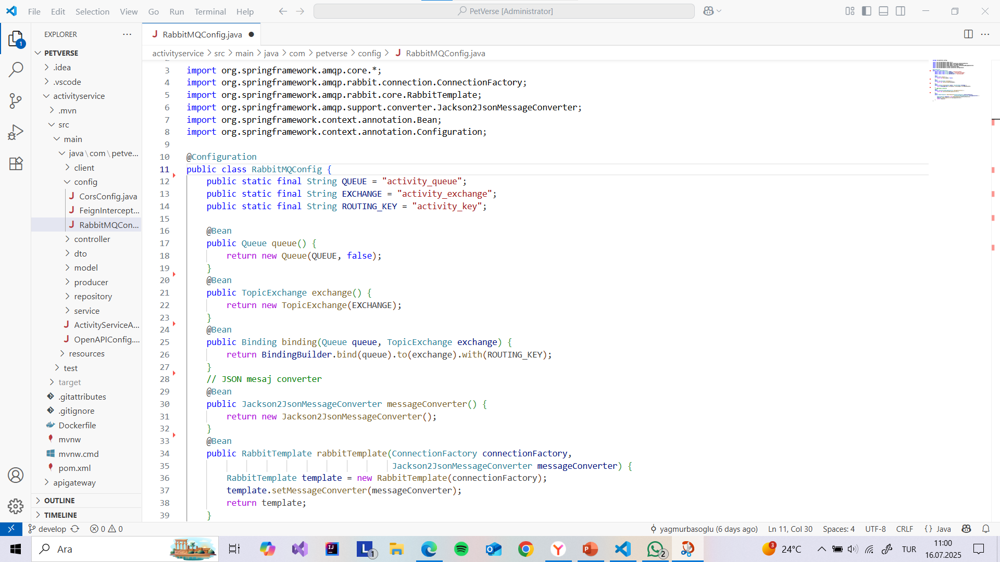 File Edit Selection View Go Run Terminal Help
PetVerse [Administrator]
EXPLORER
PETVERSE
.idea
.vscode
activityservice
.mvn
src
main
java\com\petve...
client
config
CorsConfig.java
FeignIntercept...
RabbitMQCon...
controller
dto
model
producer
repository
service
ActivityServiceA...
OpenAPIConfig....
resources
test
target
.gitattributes
.gitignore
Dockerfile
mvnw
mvnw.cmd
pom.xml
apigateway
OUTLINE
TIMELINE
RabbitMQConfig.java
activityservice > src > main > java > com > petverse > config > RabbitMQConfig.java
3 import org.springframework.amqp.core.*;
4 import org.springframework.amqp.rabbit.connection.ConnectionFactory;
5 import org.springframework.amqp.rabbit.core.RabbitTemplate;
6 import org.springframework.amqp.support.converter.Jackson2JsonMessageConverter;
7 import org.springframework.context.annotation.Bean;
8 import org.springframework.context.annotation.Configuration;
9
10 @Configuration
11 public class RabbitMQConfig {
12 public static final String QUEUE = "activity_queue";
13 public static final String EXCHANGE = "activity_exchange";
14 public static final String ROUTING_KEY = "activity_key";
15
16 @Bean
17 public Queue queue() {
18 return new Queue(QUEUE, false);
19 }
20 @Bean
21 public TopicExchange exchange() {
22 return new TopicExchange(EXCHANGE);
23 }
24 @Bean
25 public Binding binding(Queue queue, TopicExchange exchange) {
26 return BindingBuilder.bind(queue).to(exchange).with(ROUTING_KEY);
27 }
28 // JSON mesaj converter
29 @Bean
30 public Jackson2JsonMessageConverter messageConverter() {
31 return new Jackson2JsonMessageConverter();
32 }
33 @Bean
34 public RabbitTemplate rabbitTemplate(ConnectionFactory connectionFactory,
35 Jackson2JsonMessageConverter messageConverter) {
36 RabbitTemplate template = new RabbitTemplate(connectionFactory);
37 template.setMessageConverter(messageConverter);
38 return template;
39 }
develop 0 0 yagmurbasoglu (6 days ago) Ln 11, Col 30 Spaces: 4 UTF-8 CRLF {} Java
Ara 24°C TUR 11:00
16.07.2025